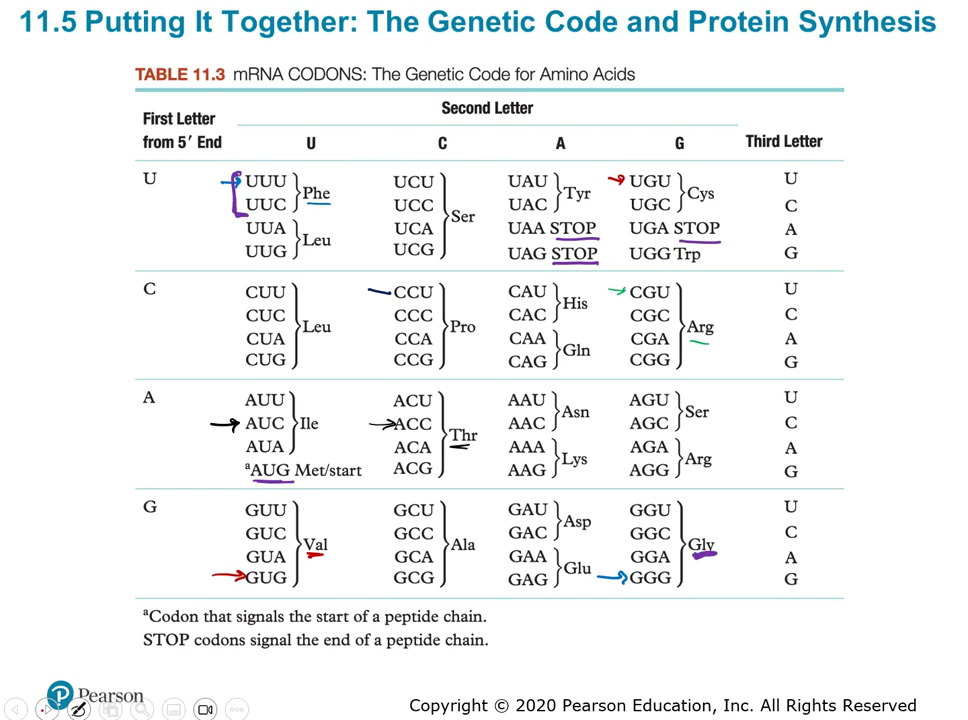 11.5 Putting It Together: The Genetic Code and Protein Synthesis
TABLE 11.3 mRNA CODONS: The Genetic Code for Amino Acids
Second Letter
First Letter
from 5′ End U C A G Third Letter
U UUU UCU UAU UGU U
UUC Phe UCC UAC Tyr UGC Cys C
UUA UCA Ser UAA STOP UGA STOP A
UUG Leu UCG UAG STOP UGG Trp G
C CUU CCU CAU CGU U
CUC CCC CAC His CGC C
CUA Leu CCA Pro CAA CGA Arg A
CUG CCG CAG Gln CGG G
A AUU ACU AAU AGU U
AUC Ile ACC AAC Asn AGC Ser C
AUA ACA Thr AAA AGA A
ᵃAUG Met/start ACG AAG Lys AGG Arg G
G GUU GCU GAU GGU U
GUC GCC GAC Asp GGC C
GUA Val GCA Ala GAA GGA Gly A
GUG GCG GAG Glu GGG G
ᵃCodon that signals the start of a peptide chain.
STOP codons signal the end of a peptide chain.
P Pearson
Copyright © 2020 Pearson Education, Inc. All Rights Reserved